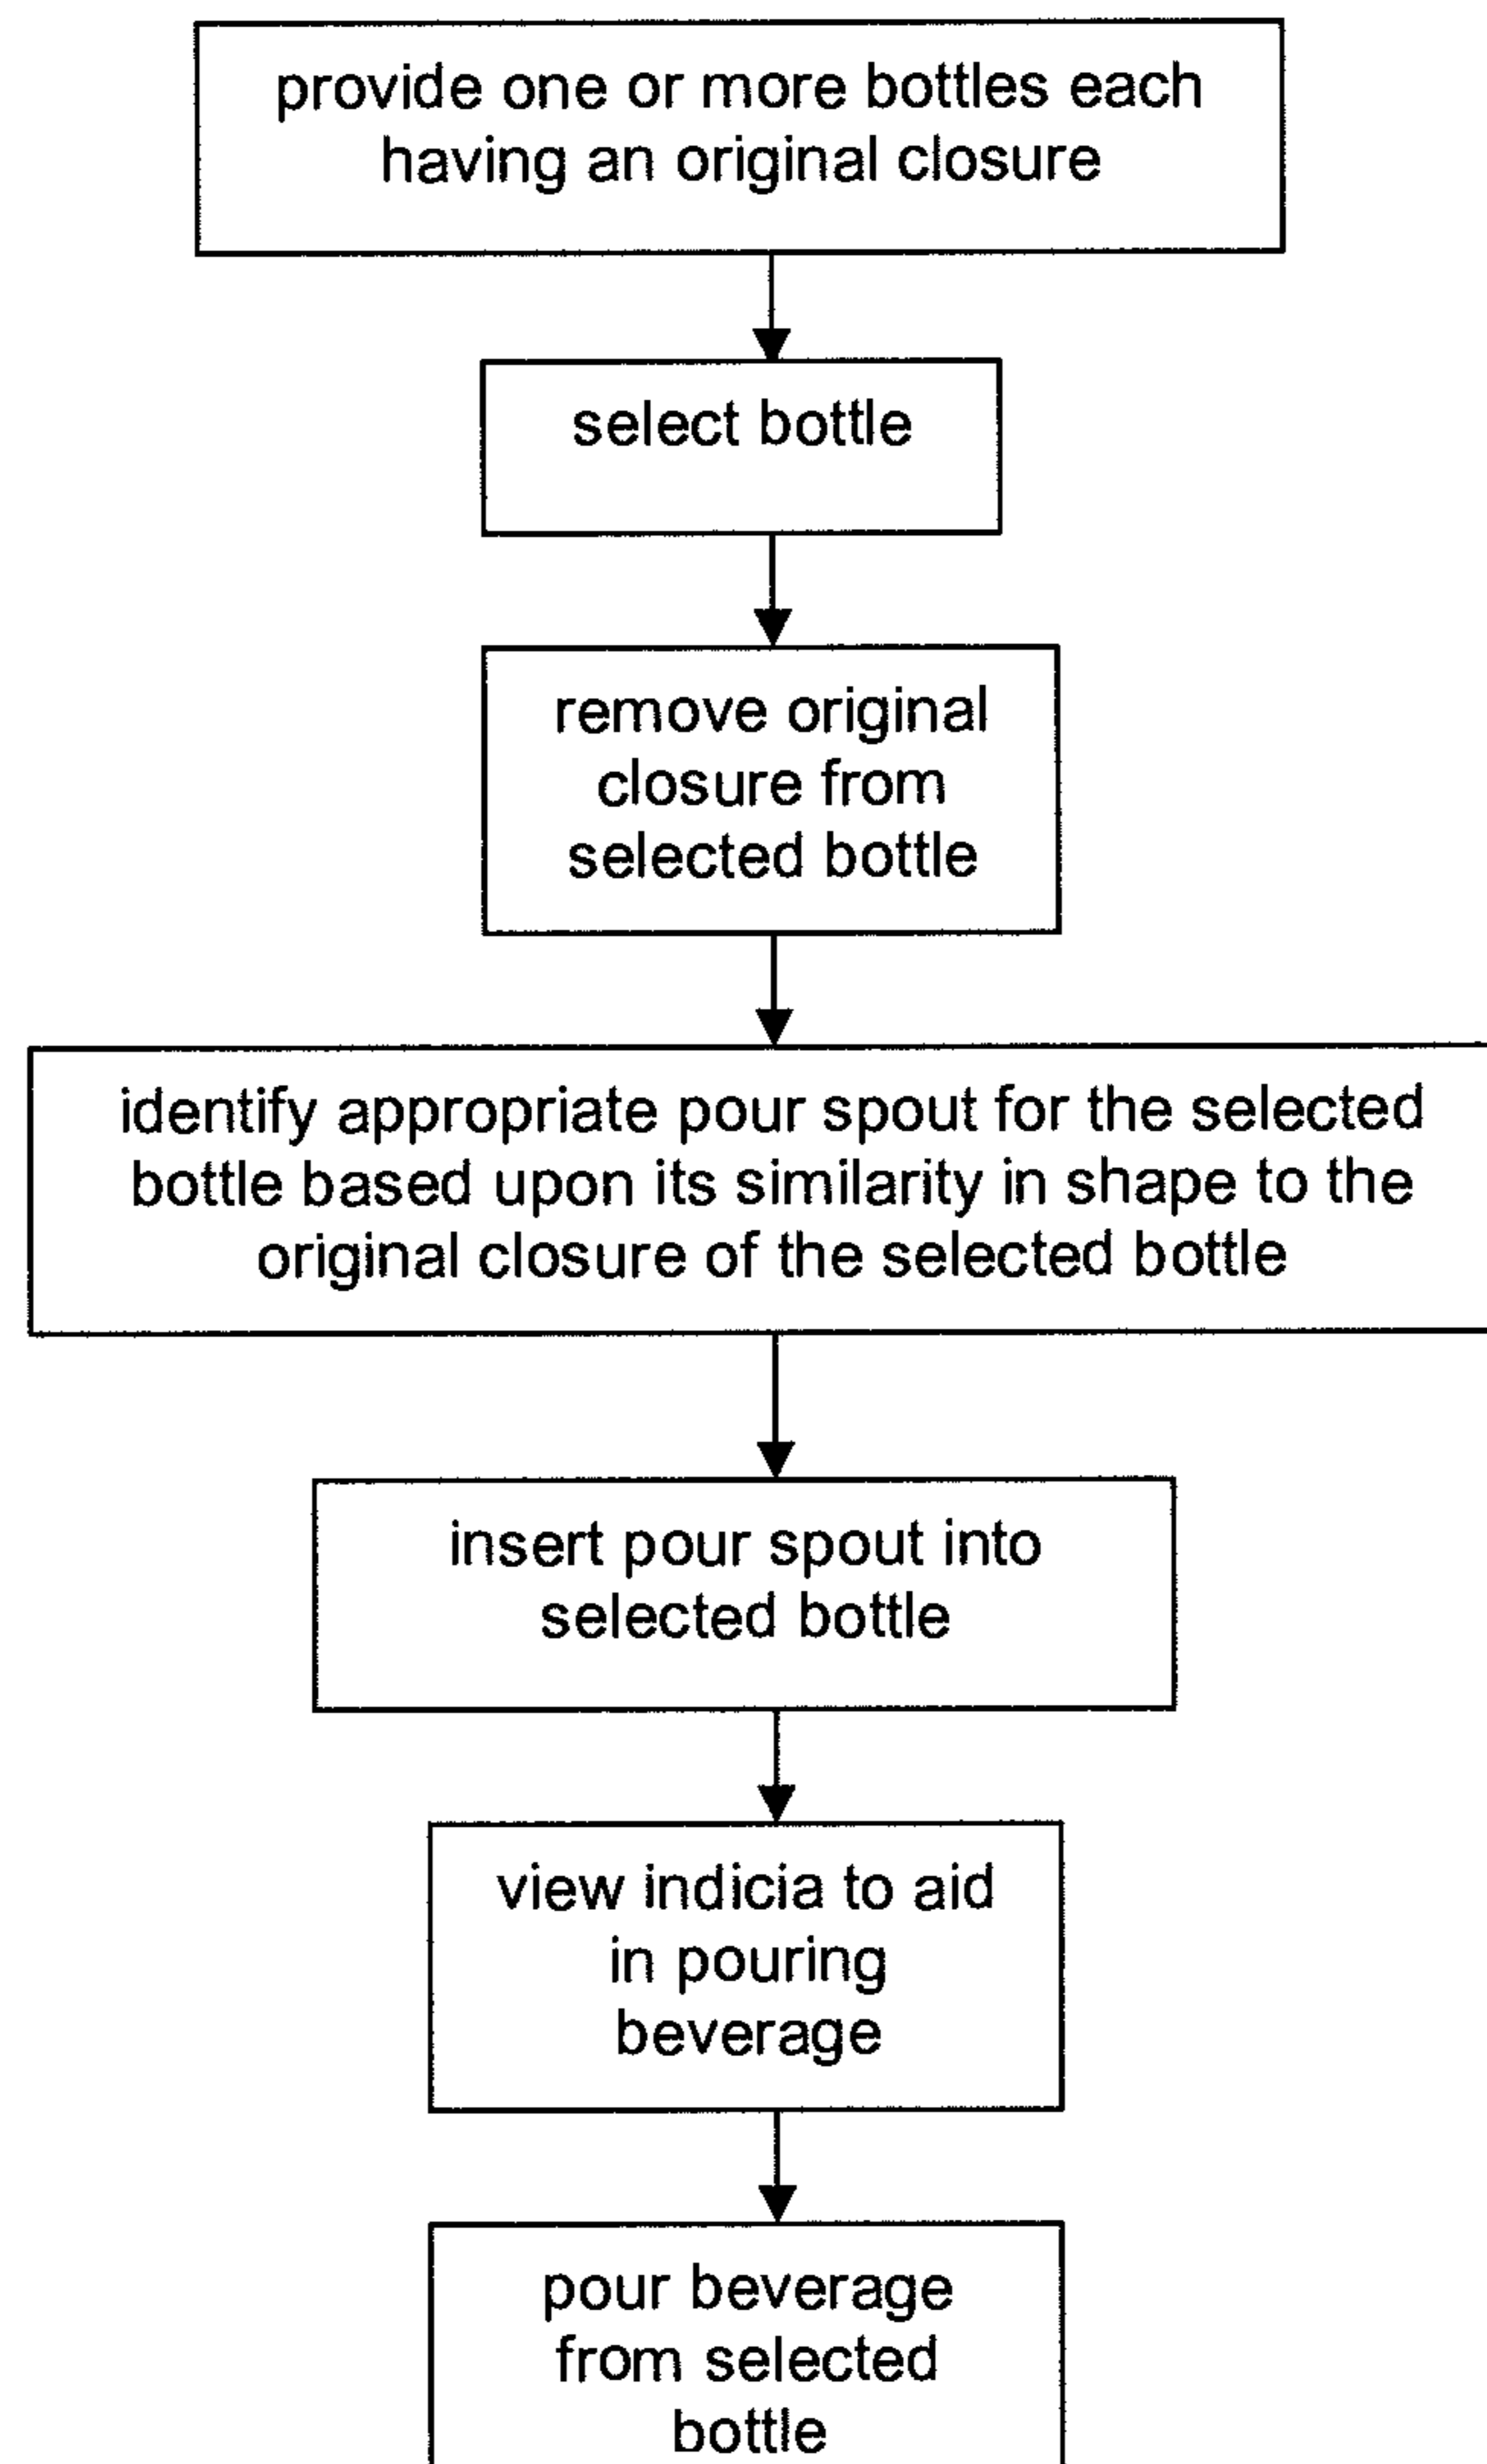 provide one or more bottles each
having an original closure
select bottle
remove original
closure from
selected bottle
identify appropriate pour spout for the selected
bottle based upon its similarity in shape to the
original closure of the selected bottle
insert pour spout into
selected bottle
view indicia to aid
in pouring
beverage
pour beverage
from selected
bottle